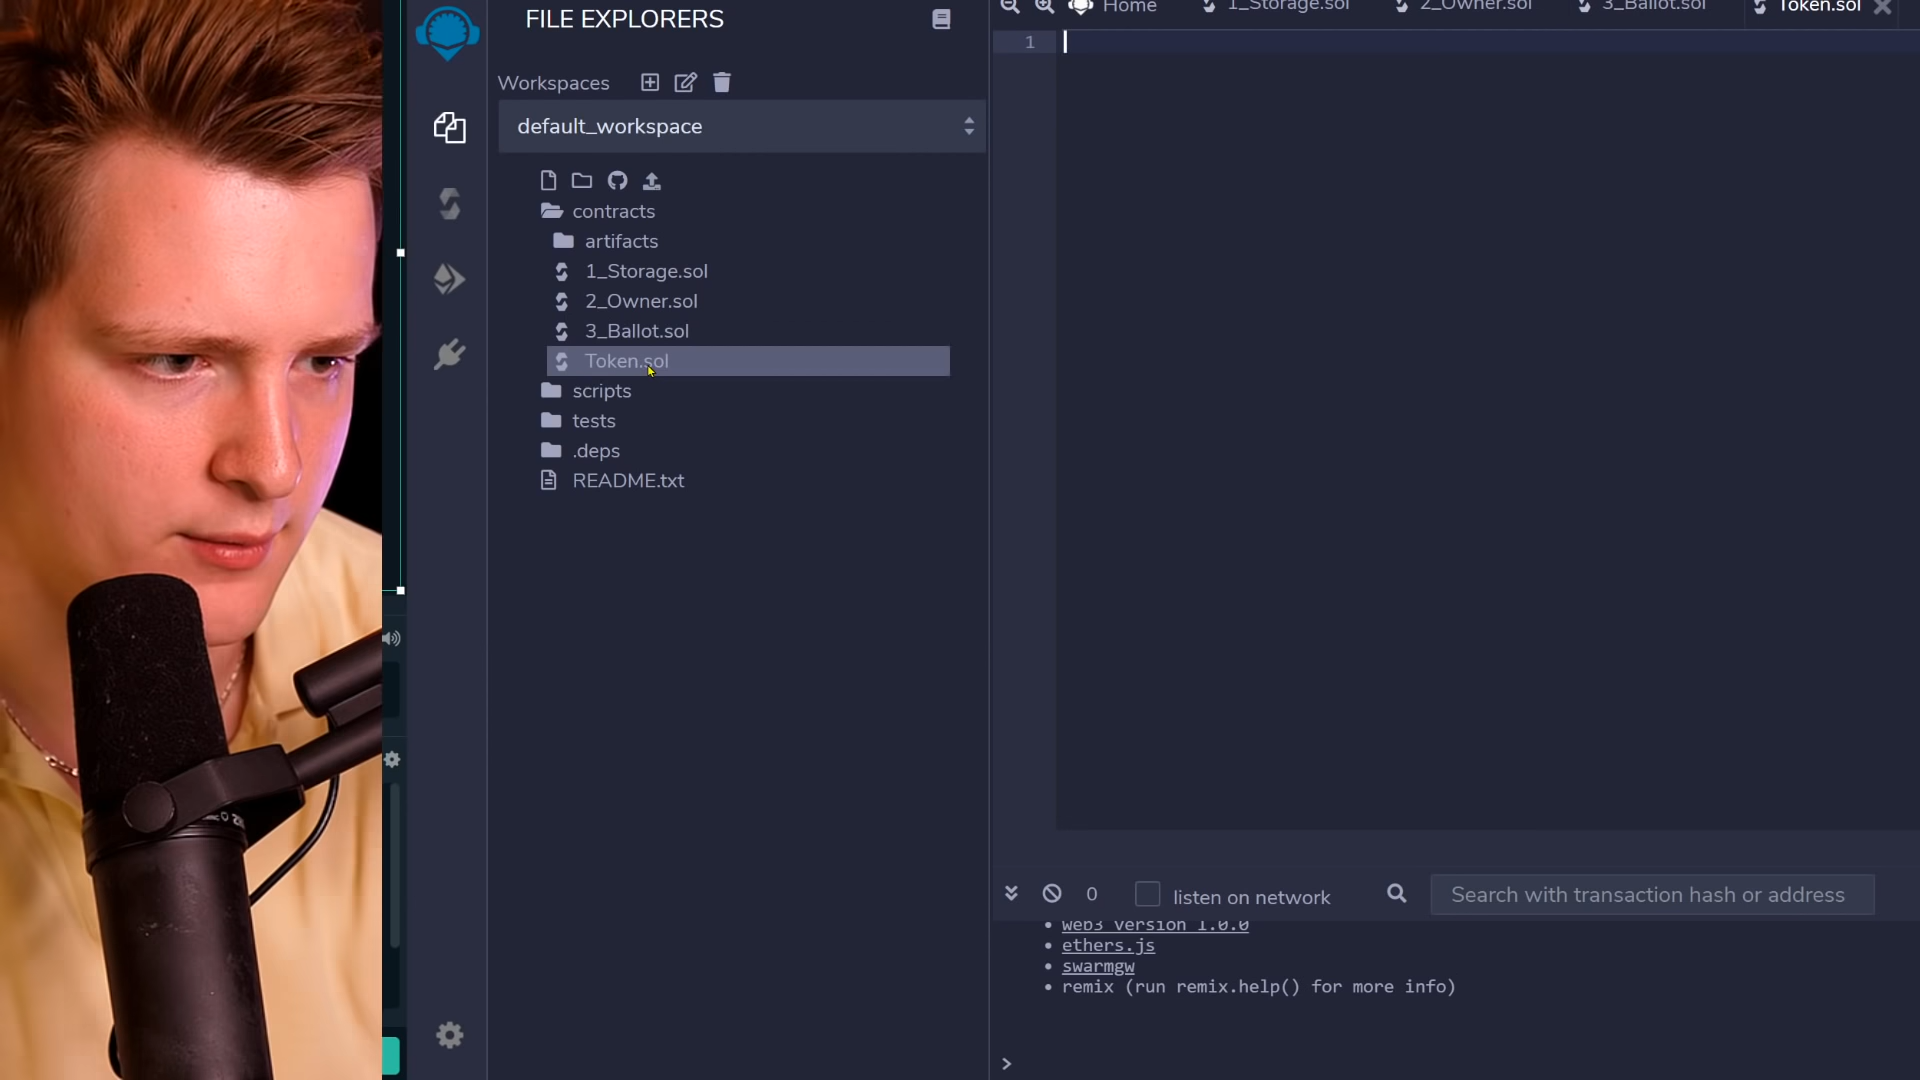 FILE EXPLORERS
Workspaces
default_workspace
contracts
artifacts
1_Storage.sol
2_Owner.sol
3_Ballot.sol
Token.sol
scripts
tests
.deps
README.txt
Home
1_Storage.sol
2_Owner.sol
3_Ballot.sol
Token.sol
1
0
listen on network
Search with transaction hash or address
web3 version 1.0.0
ethers.js
swarmgw
remix (run remix.help() for more info)
>